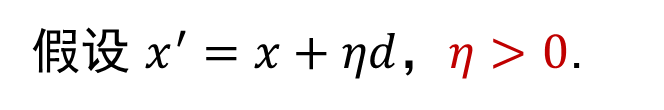 假设 x′ = x + ηd，η > 0.